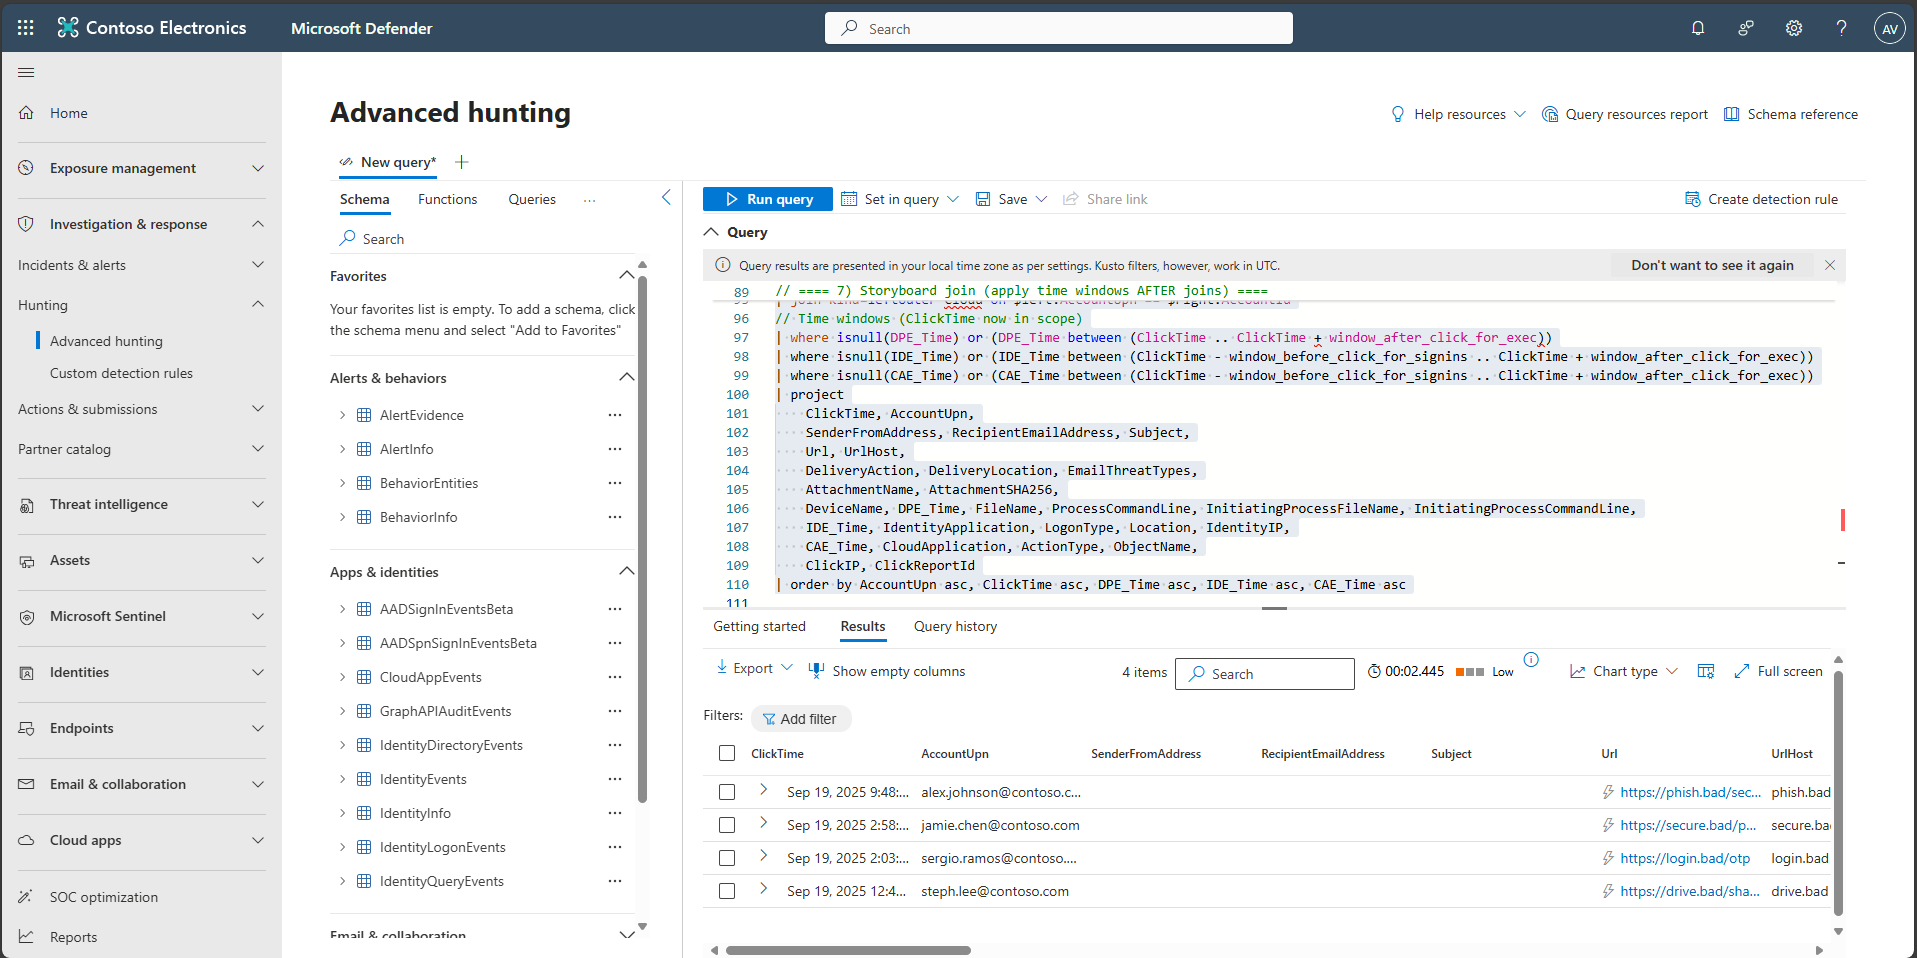 Contoso Electronics
Microsoft Defender
Search
AV
Home
Exposure management
Investigation & response
Incidents & alerts
Hunting
Advanced hunting
Custom detection rules
Actions & submissions
Partner catalog
Threat intelligence
Assets
Microsoft Sentinel
Identities
Endpoints
Email & collaboration
Cloud apps
SOC optimization
Reports
Advanced hunting
Help resources
Query resources report
Schema reference
New query*
Schema
Functions
Queries
...
Search
Favorites
Your favorites list is empty. To add a schema, click
the schema menu and select "Add to Favorites"
Alerts & behaviors
AlertEvidence
AlertInfo
BehaviorEntities
BehaviorInfo
Apps & identities
AADSignInEventsBeta
AADSpnSignInEventsBeta
CloudAppEvents
GraphAPIAuditEvents
IdentityDirectoryEvents
IdentityEvents
IdentityInfo
IdentityLogonEvents
IdentityQueryEvents
Email & collaboration
Run query
Set in query
Save
Share link
Create detection rule
Query
Query results are presented in your local time zone as per settings. Kusto filters, however, work in UTC.
Don't want to see it again
89 // ==== 7) Storyboard join (apply time windows AFTER joins) ====
95 | join kind=leftouter Cloud on $left.AccountUpn == $right.AccountId
96 // Time windows (ClickTime now in scope)
97 | where isnull(DPE_Time) or (DPE_Time between (ClickTime .. ClickTime + window_after_click_for_exec))
98 | where isnull(IDE_Time) or (IDE_Time between (ClickTime - window_before_click_for_signins .. ClickTime + window_after_click_for_exec))
99 | where isnull(CAE_Time) or (CAE_Time between (ClickTime - window_before_click_for_signins .. ClickTime + window_after_click_for_exec))
100 | project
101 ClickTime, AccountUpn,
102 SenderFromAddress, RecipientEmailAddress, Subject,
103 Url, UrlHost,
104 DeliveryAction, DeliveryLocation, EmailThreatTypes,
105 AttachmentName, AttachmentSHA256,
106 DeviceName, DPE_Time, FileName, ProcessCommandLine, InitiatingProcessFileName, InitiatingProcessCommandLine,
107 IDE_Time, IdentityApplication, LogonType, Location, IdentityIP,
108 CAE_Time, CloudApplication, ActionType, ObjectName,
109 ClickIP, ClickReportId
110 | order by AccountUpn asc, ClickTime asc, DPE_Time asc, IDE_Time asc, CAE_Time asc
111
Getting started
Results
Query history
Export
Show empty columns
4 items
Search
00:02.445
Low
Chart type
Full screen
Filters:
Add filter
ClickTime AccountUpn SenderFromAddress RecipientEmailAddress Subject Url UrlHost
Sep 19, 2025 9:48:... alex.johnson@contoso.c... https://phish.bad/sec... phish.bad
Sep 19, 2025 2:58:... jamie.chen@contoso.com https://secure.bad/p... secure.ba
Sep 19, 2025 2:03:... sergio.ramos@contoso.... https://login.bad/otp login.bad
Sep 19, 2025 12:4... steph.lee@contoso.com https://drive.bad/sha... drive.bad